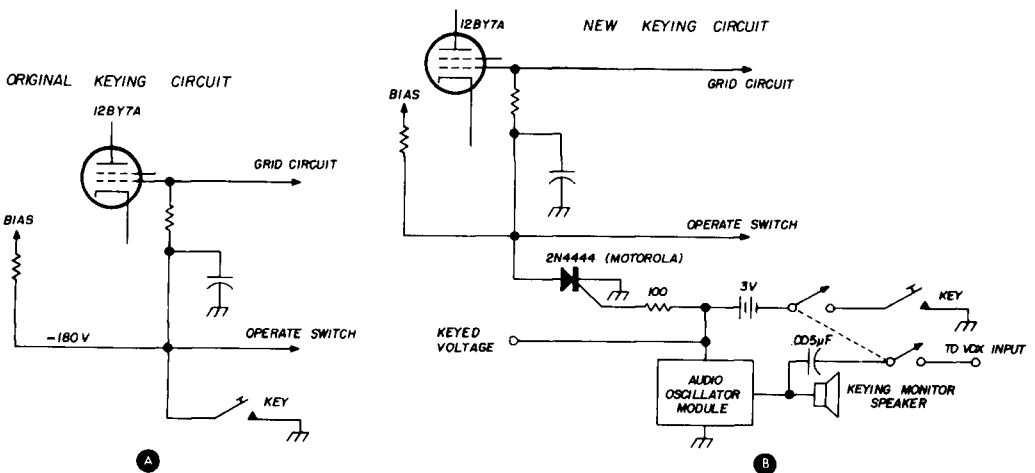 ORIGINAL KEYING CIRCUIT
12BY7A
GRID CIRCUIT
BIAS
-180V
OPERATE SWITCH
KEY
A
12BY7A
NEW KEYING CIRCUIT
GRID CIRCUIT
BIAS
OPERATE SWITCH
2N4444 (MOTOROLA)
100
3V
KEY
KEYED
VOLTAGE
.005µF
TO VOX INPUT
AUDIO
OSCILLATOR
MODULE
KEYING MONITOR
SPEAKER
B